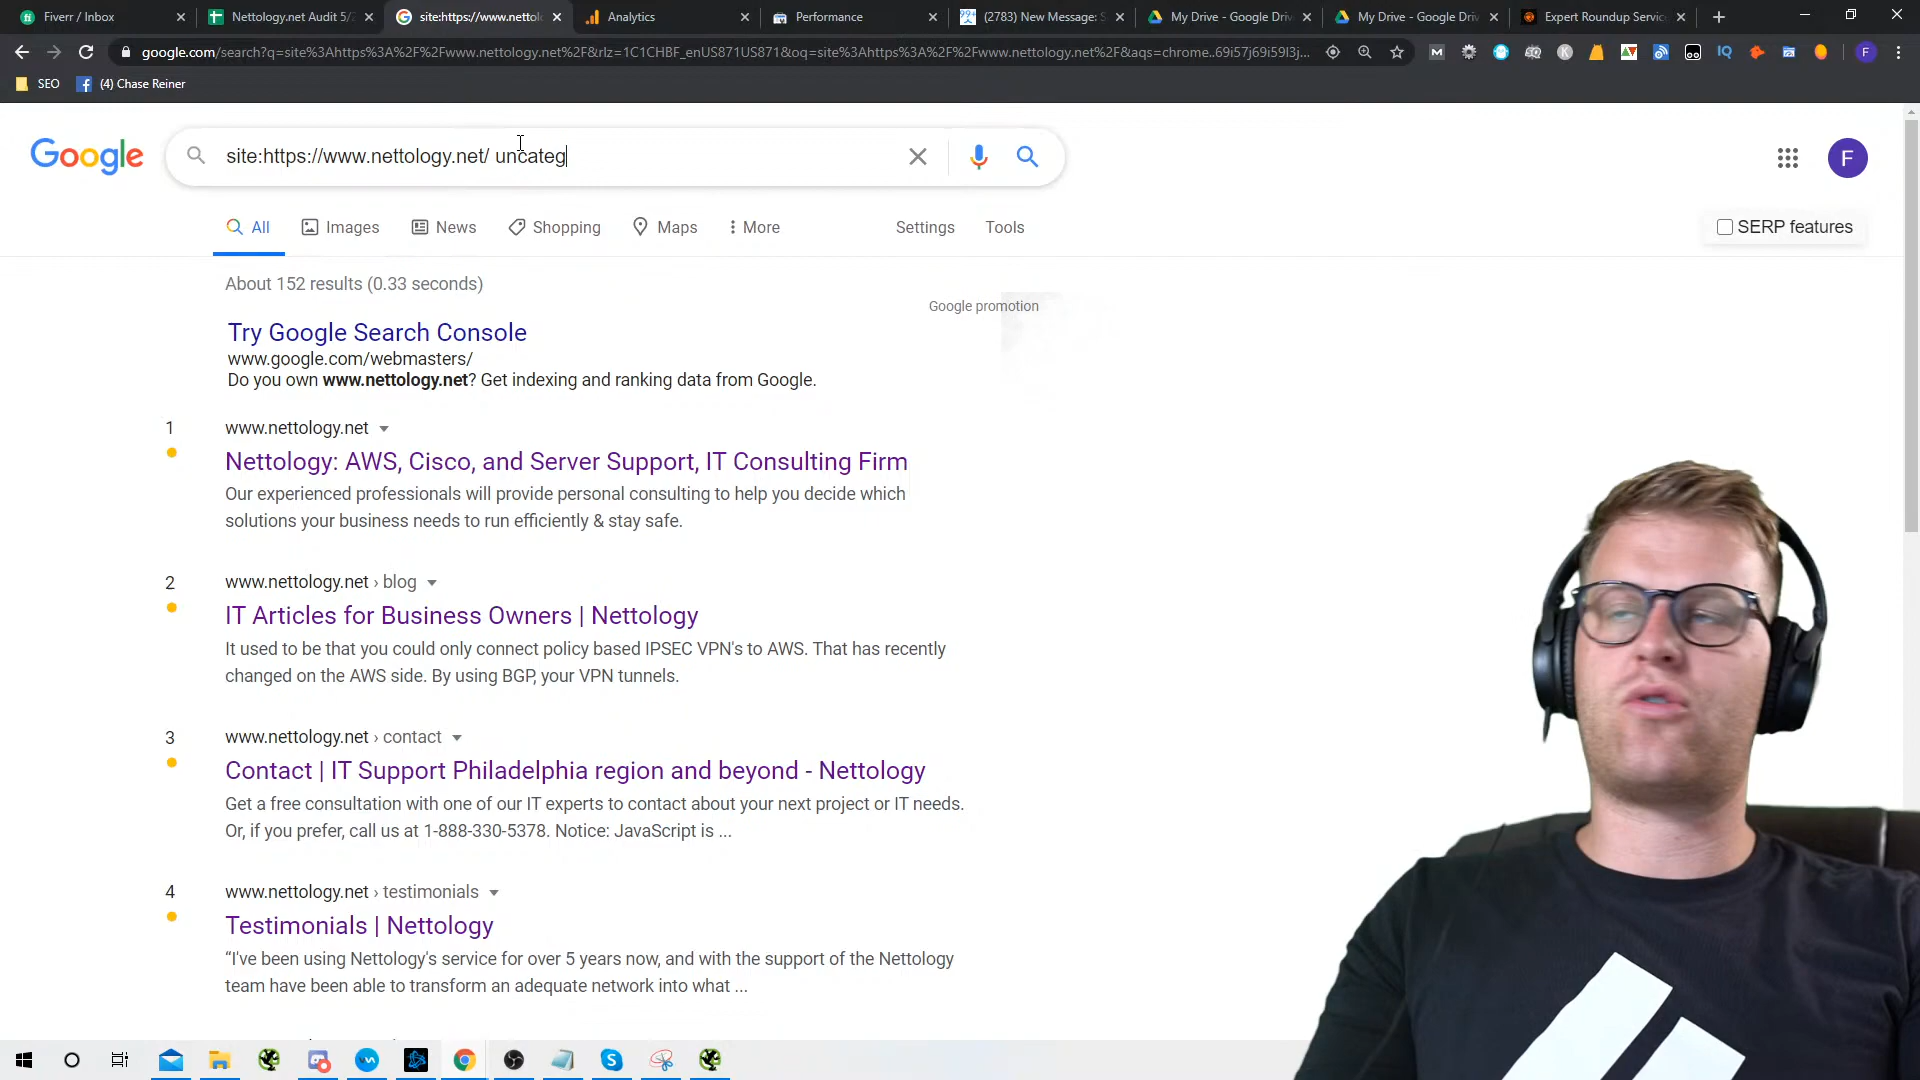 Fiverr / Inbox
Nettology.net Audit 5/
site:https://www.nettolo
Analytics
Performance
(2783) New Message: S
My Drive - Google Driv
My Drive - Google Driv
Expert Roundup Service
google.com/search?q=site%3Ahttps%3A%2F%2Fwww.nettology.net%2F&rlz=1C1CHBF_enUS871US871&oq=site%3Ahttps%3A%2F%2Fwww.nettology.net%2F&aqs=chrome..69i57j69i59l3j...
SEO
(4) Chase Reiner
Google
site:https://www.nettology.net/ uncateg
F
All
Images
News
Shopping
Maps
More
Settings
Tools
SERP features
About 152 results (0.33 seconds)
Google promotion
Try Google Search Console
www.google.com/webmasters/
Do you own www.nettology.net? Get indexing and ranking data from Google.
1
www.nettology.net
Nettology: AWS, Cisco, and Server Support, IT Consulting Firm
Our experienced professionals will provide personal consulting to help you decide which
solutions your business needs to run efficiently & stay safe.
2
www.nettology.net › blog
IT Articles for Business Owners | Nettology
It used to be that you could only connect policy based IPSEC VPN's to AWS. That has recently
changed on the AWS side. By using BGP, your VPN tunnels.
3
www.nettology.net › contact
Contact | IT Support Philadelphia region and beyond - Nettology
Get a free consultation with one of our IT experts to contact about your next project or IT needs.
Or, if you prefer, call us at 1-888-330-5378. Notice: JavaScript is ...
4
www.nettology.net › testimonials
Testimonials | Nettology
“I've been using Nettology's service for over 5 years now, and with the support of the Nettology
team have been able to transform an adequate network into what ...